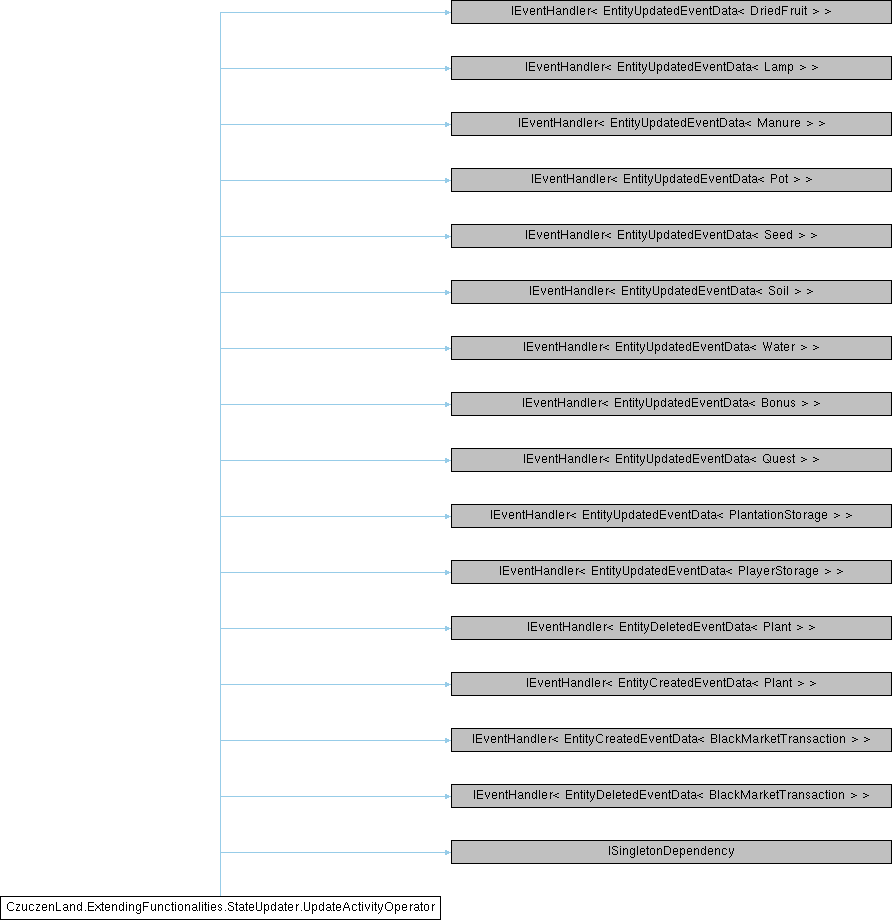 IEventHandler< EntityUpdatedEventData< DriedFruit > >
IEventHandler< EntityUpdatedEventData< Lamp > >
IEventHandler< EntityUpdatedEventData< Manure > >
IEventHandler< EntityUpdatedEventData< Pot > >
IEventHandler< EntityUpdatedEventData< Seed > >
IEventHandler< EntityUpdatedEventData< Soil > >
IEventHandler< EntityUpdatedEventData< Water > >
IEventHandler< EntityUpdatedEventData< Bonus > >
IEventHandler< EntityUpdatedEventData< Quest > >
IEventHandler< EntityUpdatedEventData< PlantationStorage > >
IEventHandler< EntityUpdatedEventData< PlayerStorage > >
IEventHandler< EntityDeletedEventData< Plant > >
IEventHandler< EntityCreatedEventData< Plant > >
IEventHandler< EntityCreatedEventData< BlackMarketTransaction > >
IEventHandler< EntityDeletedEventData< BlackMarketTransaction > >
ISingletonDependency
CzuczenLand.ExtendingFunctionalities.StateUpdater.UpdateActivityOperator